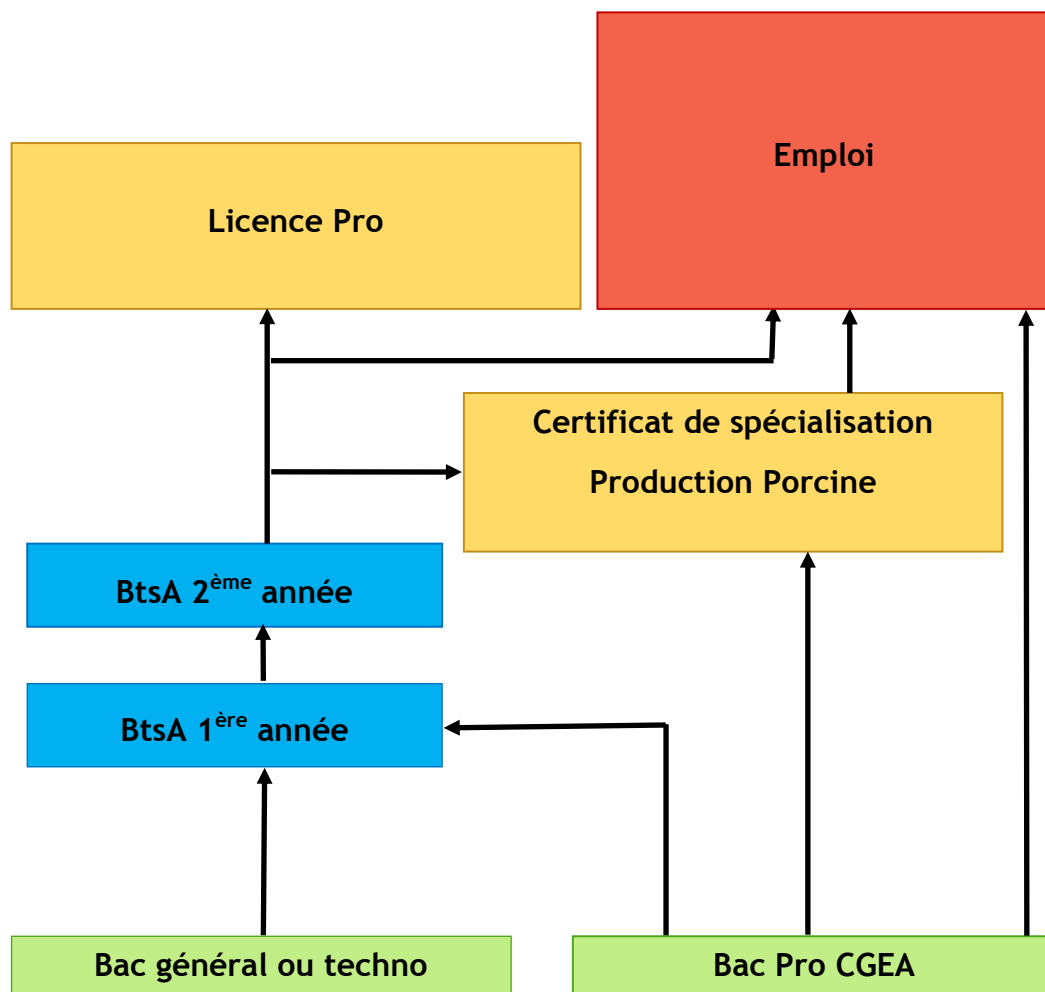 Emploi
Licence Pro
Certificat de spécialisation
Production Porcine
BtsA 2ème année
BtsA 1ère année
Bac général ou techno
Bac Pro CGEA